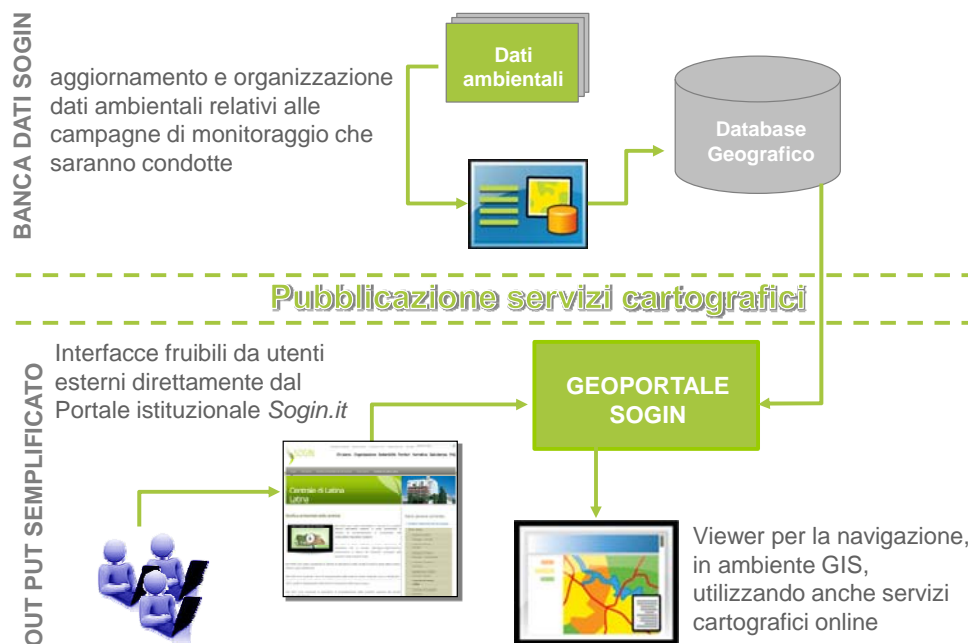 BANCA DATI SOGIN
aggiornamento e organizzazione
dati ambientali relativi alle
campagne di monitoraggio che
saranno condotte
Dati
ambientali
Database
Geografico
Pubblicazione servizi cartografici
OUT PUT SEMPLIFICATO
Interfacce fruibili da utenti
esterni direttamente dal
Portale istituzionale Sogin.it
GEOPORTALE
SOGIN
SOGIN
Centrale di Latina
Latina
Viewer per la navigazione,
in ambiente GIS,
utilizzando anche servizi
cartografici online